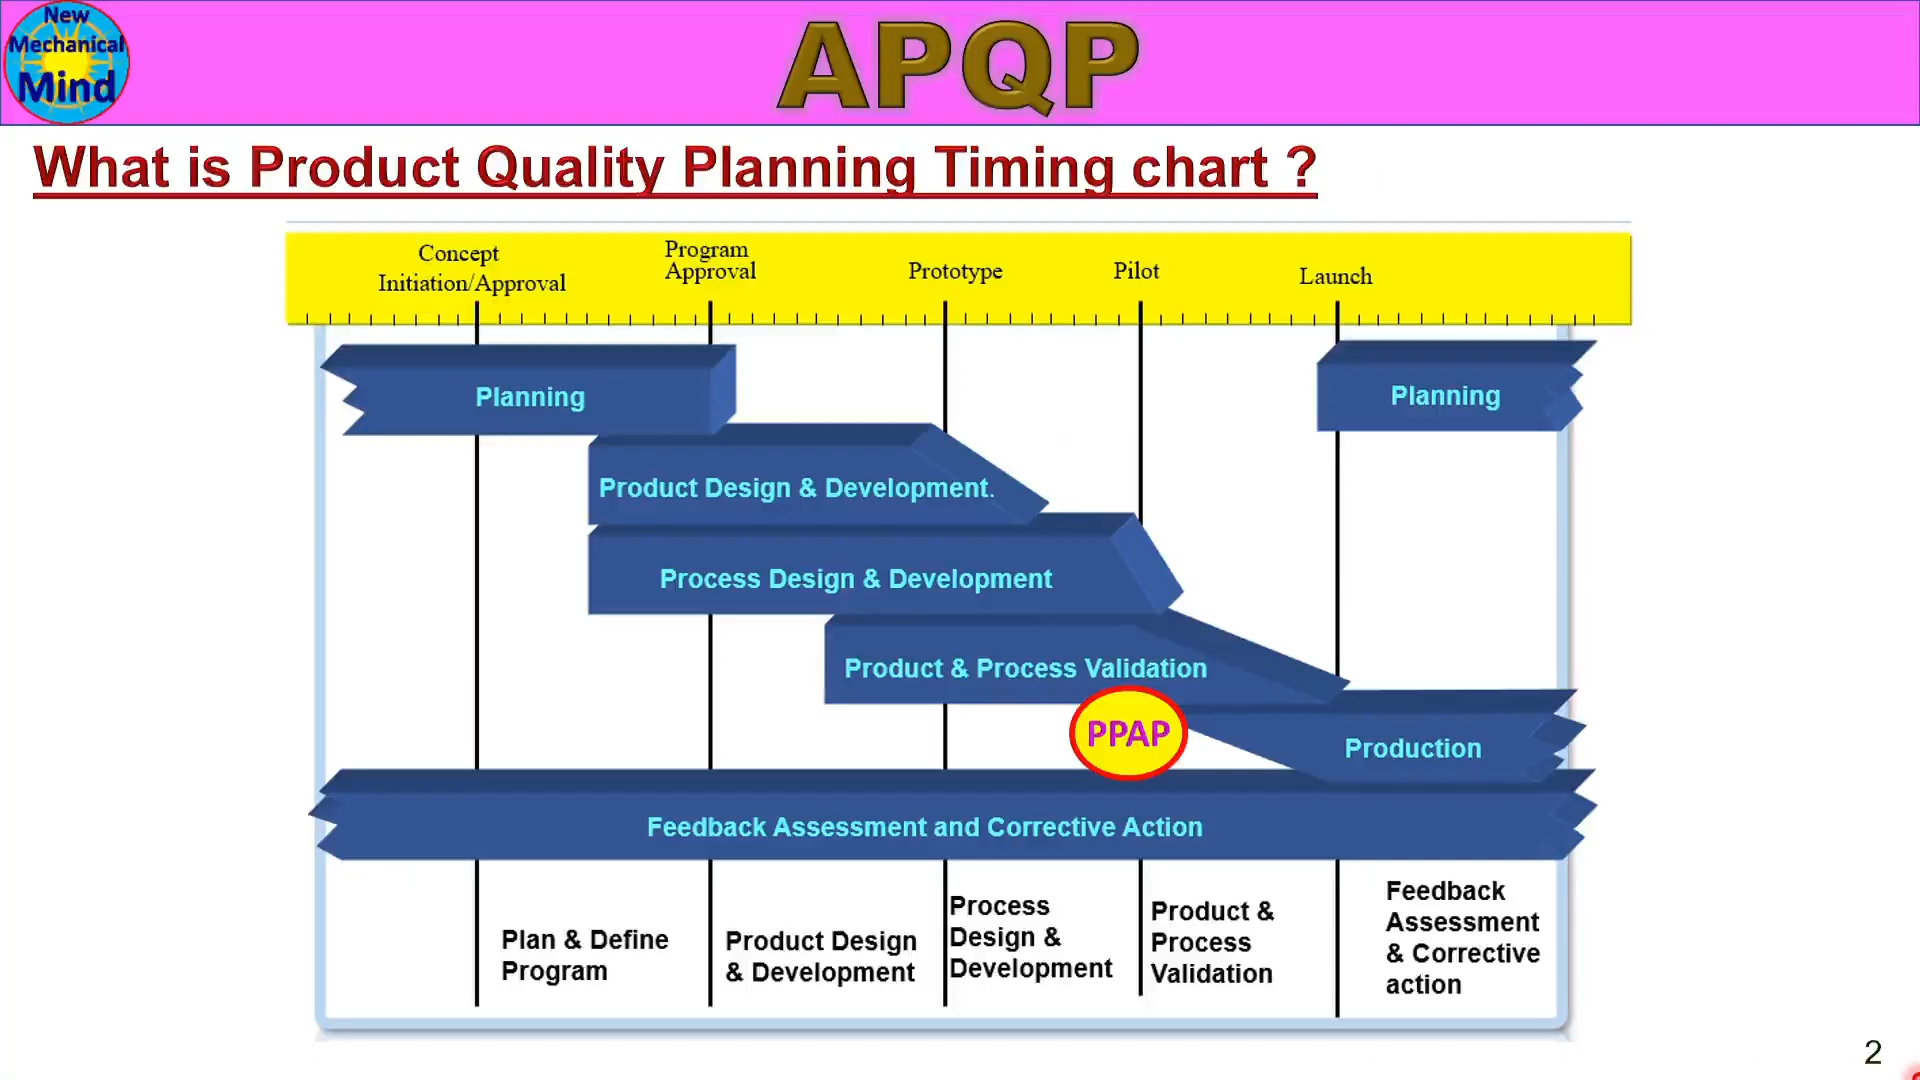 New
Mechanical
Mind
APQP
What is Product Quality Planning Timing chart ?
Concept
Initiation/Approval
Program
Approval
Prototype
Pilot
Launch
Planning
Planning
Product Design & Development.
Process Design & Development
Product & Process Validation
PPAP
Production
Feedback Assessment and Corrective Action
Plan & Define
Program
Product Design
& Development
Process
Design &
Development
Product &
Process
Validation
Feedback
Assessment
& Corrective
action
2